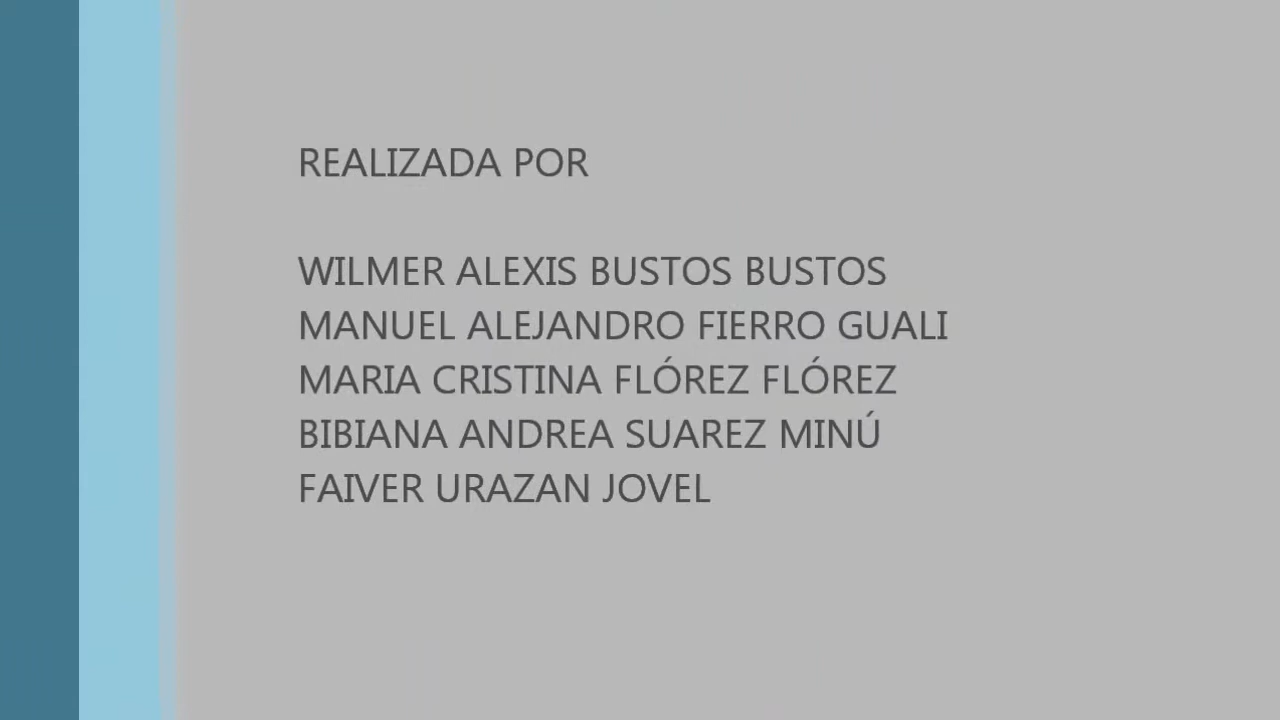 REALIZADA POR
WILMER ALEXIS BUSTOS BUSTOS
MANUEL ALEJANDRO FIERRO GUALI
MARIA CRISTINA FLÓREZ FLÓREZ
BIBIANA ANDREA SUAREZ MINÚ
FAIVER URAZAN JOVEL